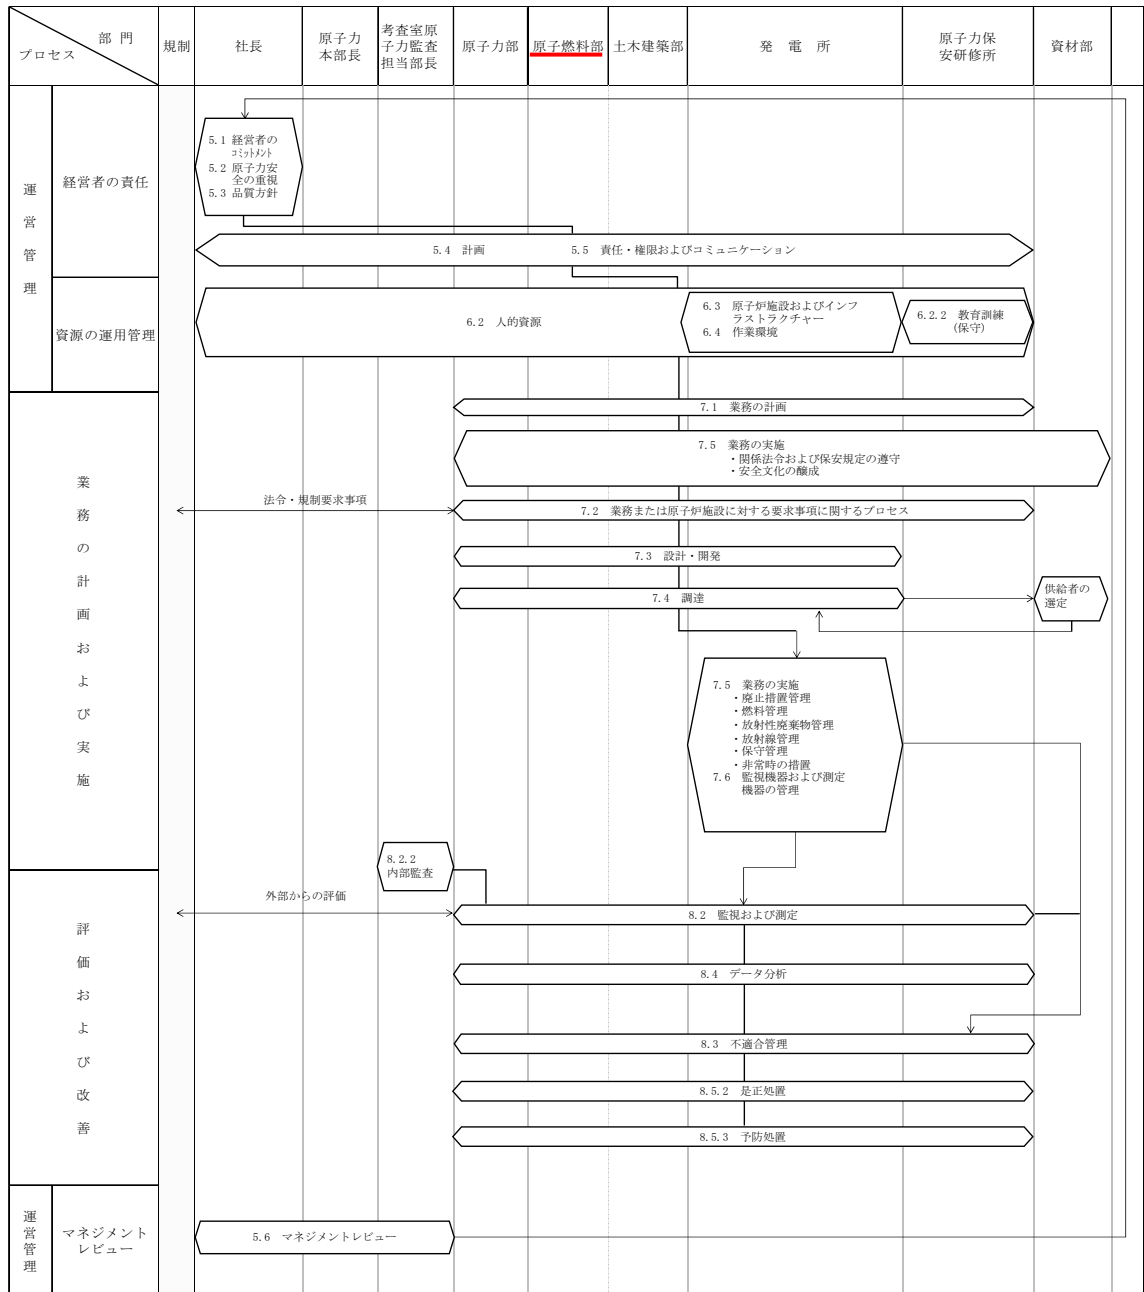 部 門
プロセス
規制
社長
原子力
本部長
考査室原
子力監査
担当部長
原子力部
原子燃料部
土木建築部
発 電 所
原子力保
安研修所
資材部
運営管理
経営者の責任
5.1 経営者の
コミットメント
5.2 原子力安
全の重視
5.3 品質方針
5.4 計画
5.5 責任・権限およびコミュニケーション
資源の運用管理
6.2 人的資源
6.3 原子炉施設およびインフ
ラストラクチャー
6.4 作業環境
6.2.2 教育訓練
(保守)
業務の計画および実施
7.1 業務の計画
7.5 業務の実施
・関係法令および保安規定の遵守
・安全文化の醸成
法令・規制要求事項
7.2 業務または原子炉施設に対する要求事項に関するプロセス
7.3 設計・開発
7.4 調達
供給者の
選定
7.5 業務の実施
・廃止措置管理
・燃料管理
・放射性廃棄物管理
・放射線管理
・保守管理
・非常時の措置
7.6 監視機器および測定
機器の管理
8.2.2
内部監査
評価および改善
外部からの評価
8.2 監視および測定
8.4 データ分析
8.3 不適合管理
8.5.2 是正処置
8.5.3 予防処置
運営管理
マネジメント
レビュー
5.6 マネジメントレビュー